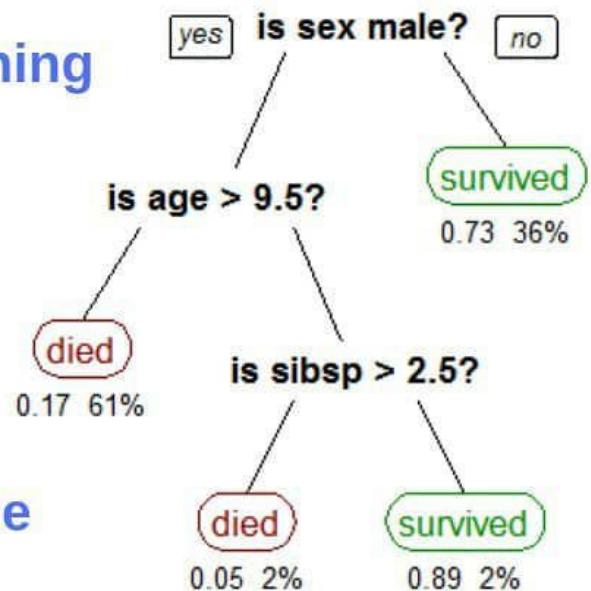 yes is sex male? no
ning
survived
is age > 9.5?
0.73 36%
died
is sibsp > 2.5?
0.17 61%
e
died survived
0.05 2% 0.89 2%